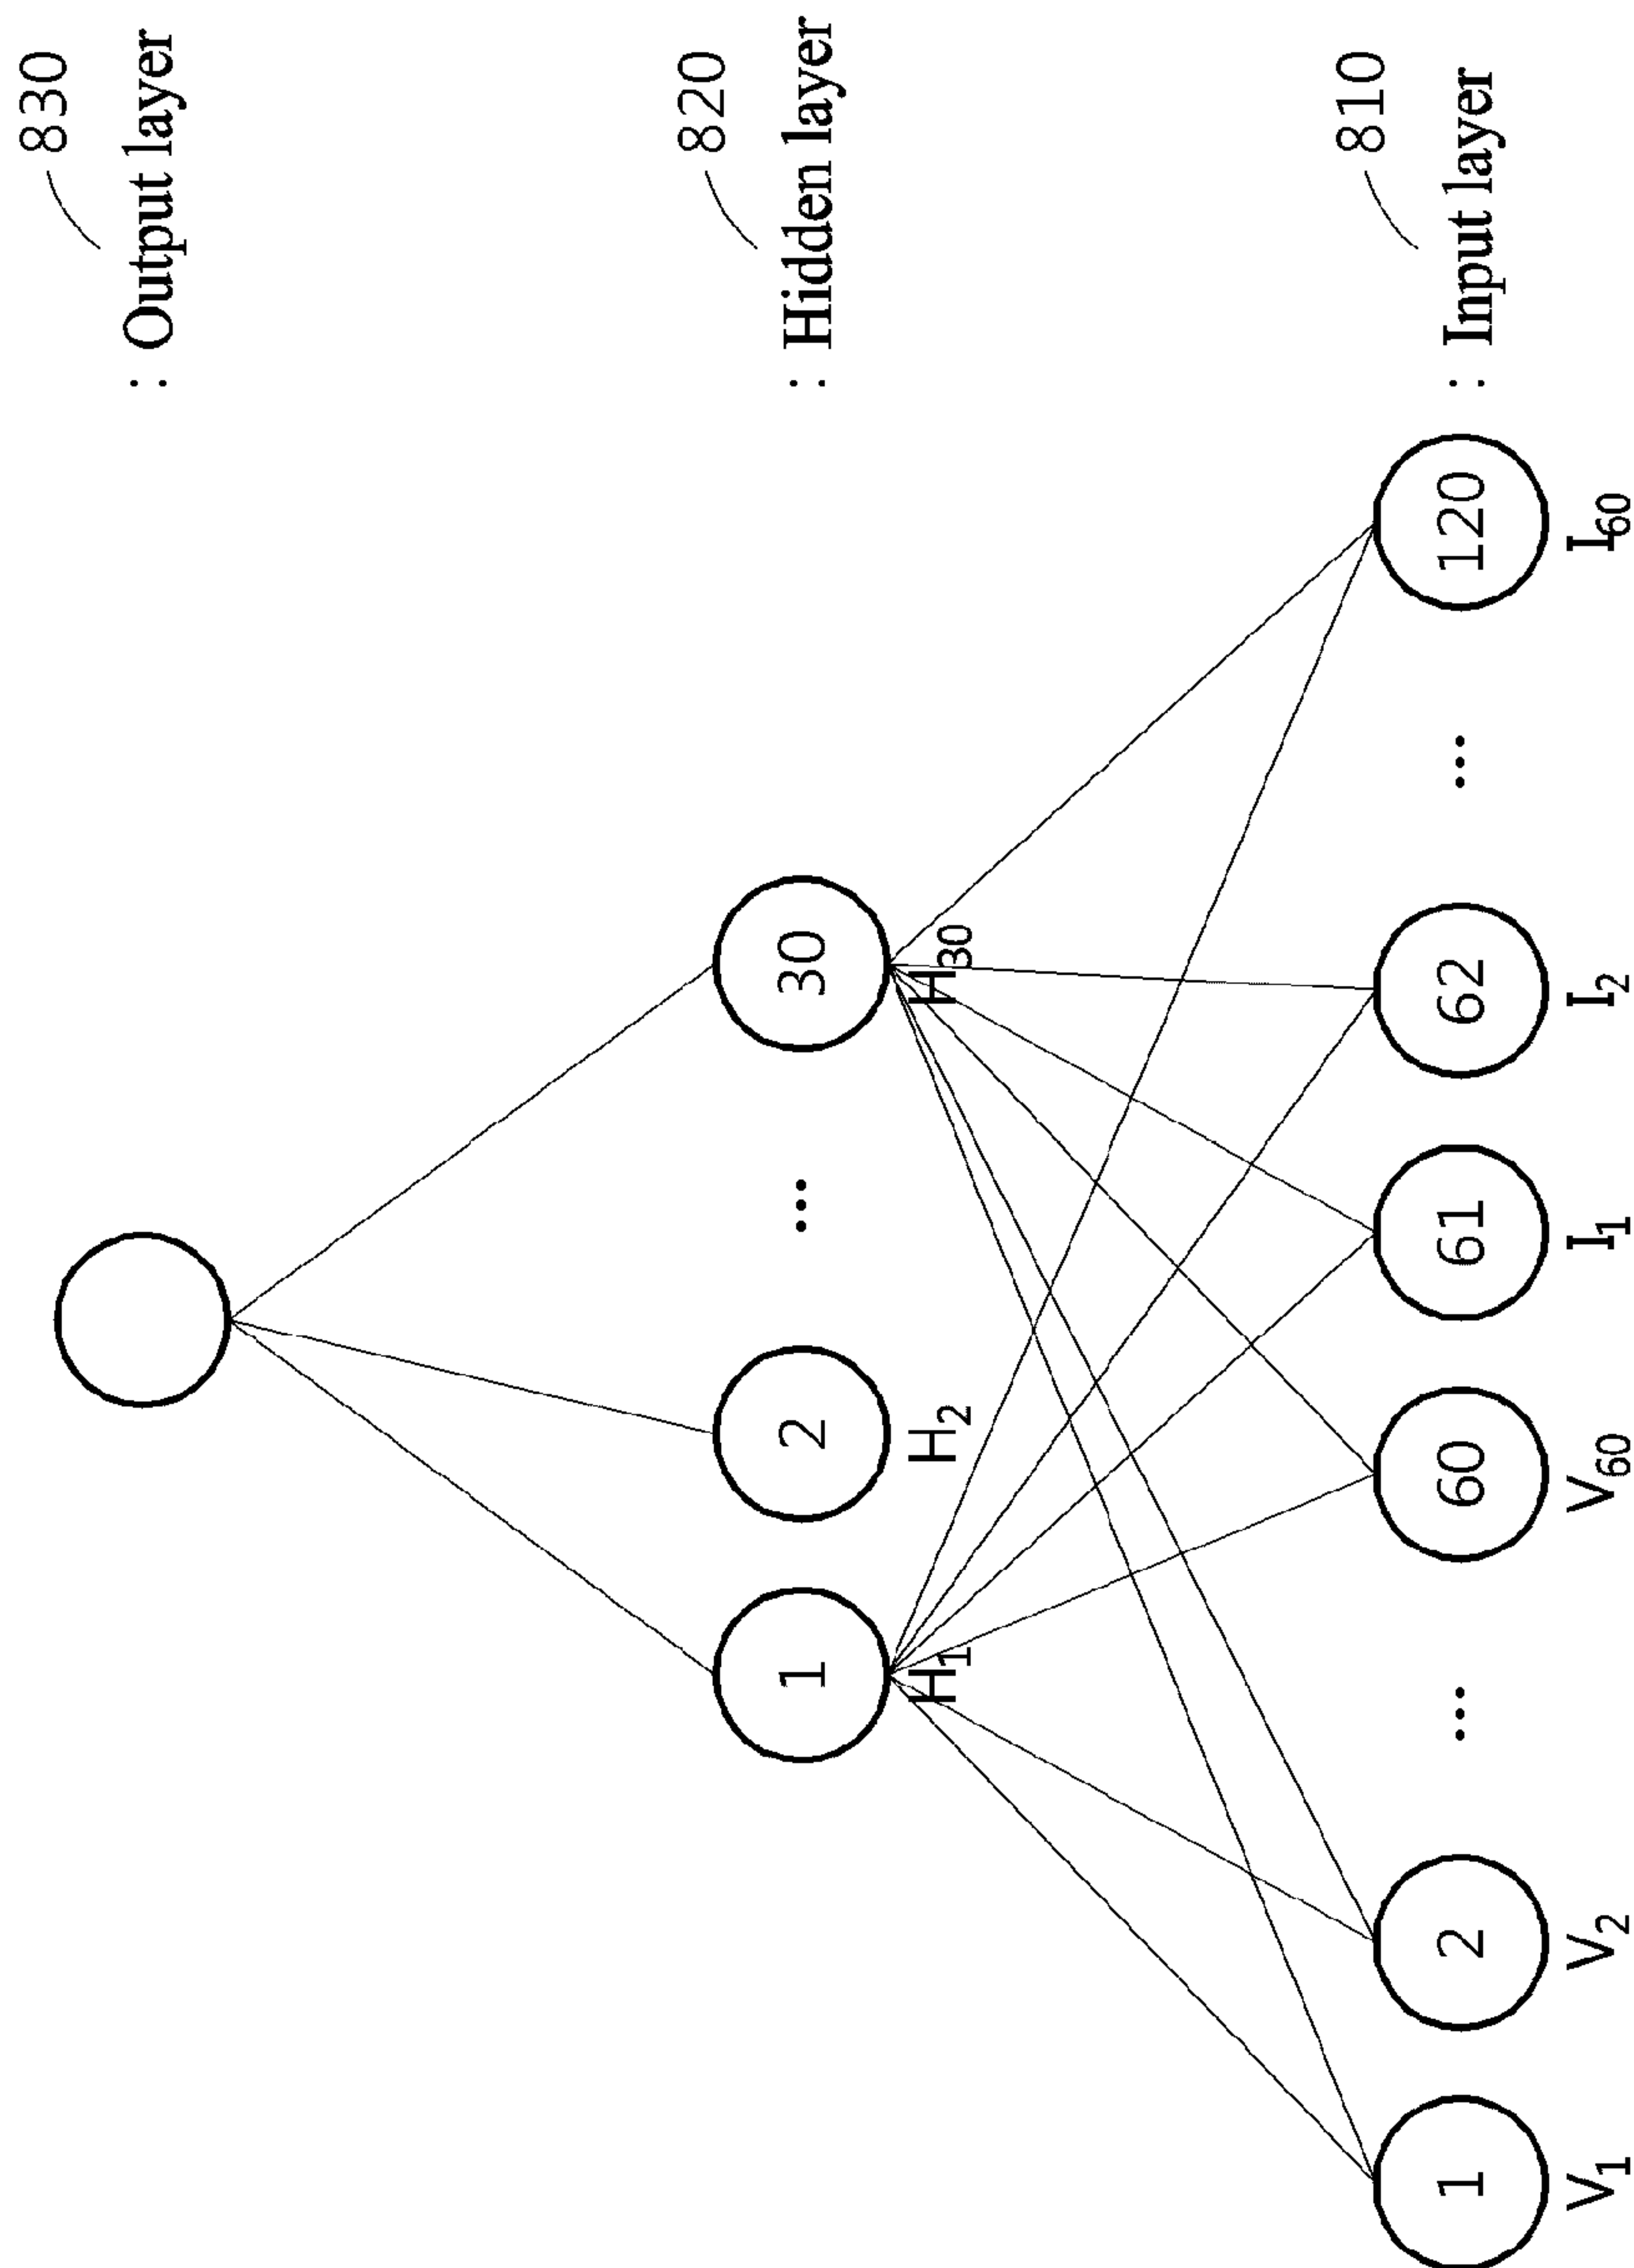 830
: Output layer
1
2
...
30
H1
H2
H30
820
: Hidden layer
1
2
...
60
61
62
...
120
V1
V2
V60
I1
I2
I60
810
: Input layer